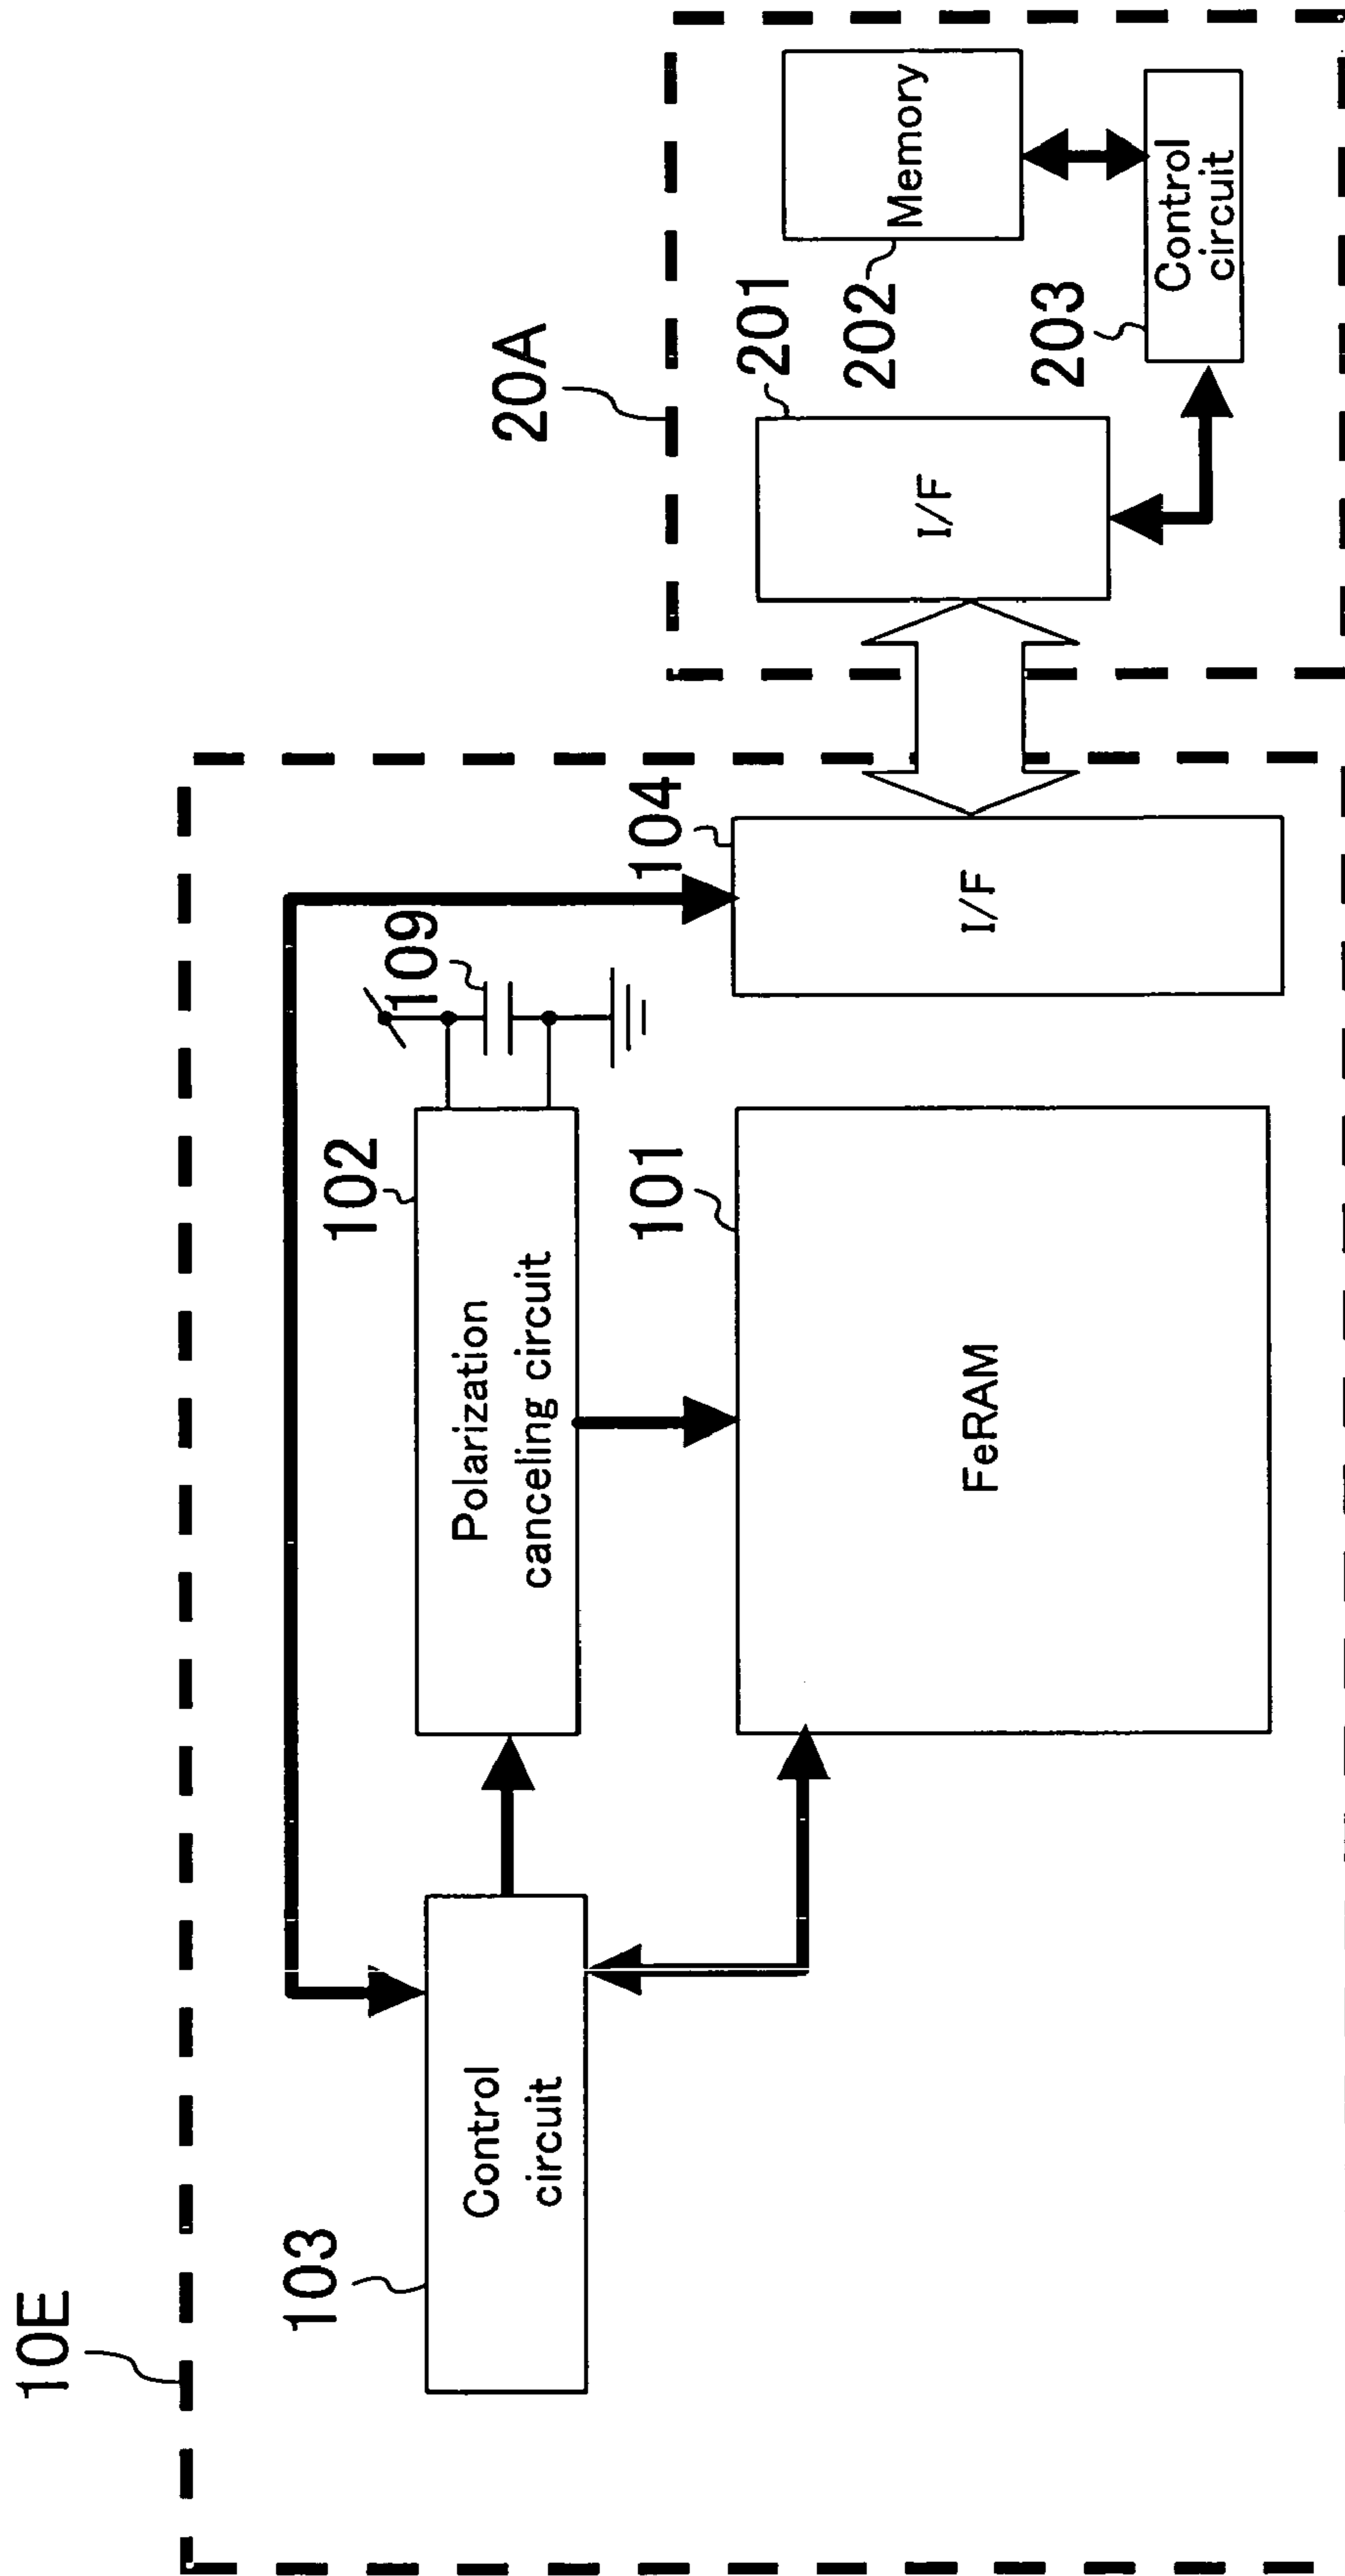 10E
20A
103
Control
circuit
102
Polarization
canceling circuit
109
104
I/F
101
FeRAM
201
I/F
202
Memory
203
Control
circuit